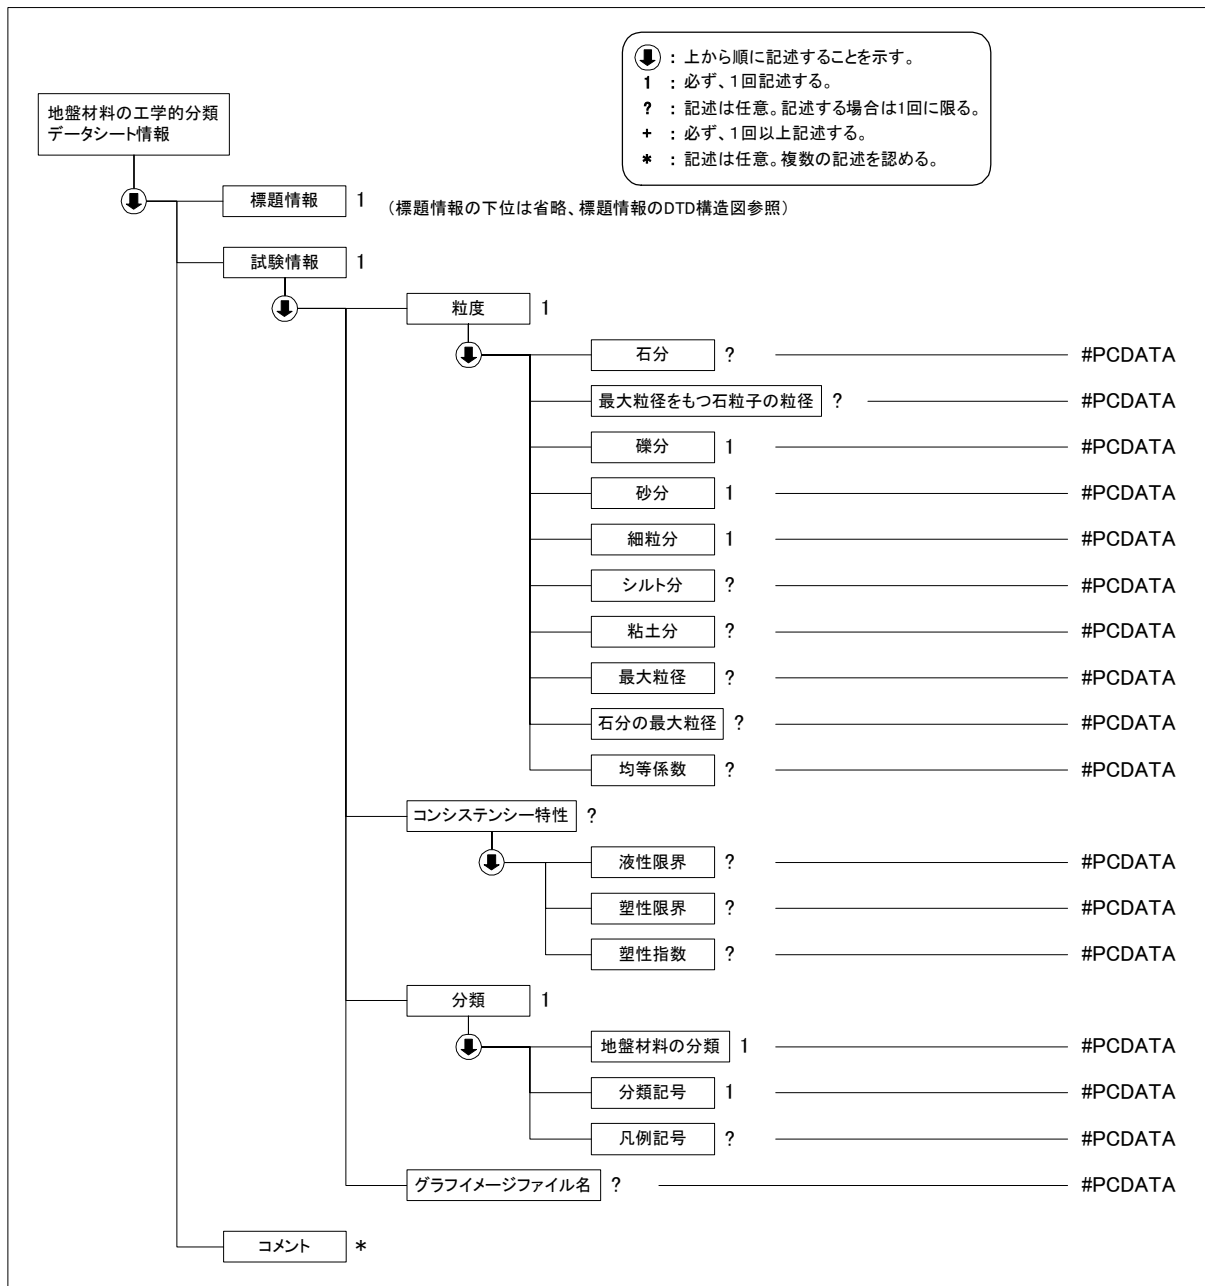 : 上から順に記述することを示す。
1 : 必ず、1回記述する。
? : 記述は任意。記述する場合は1回に限る。
+ : 必ず、1回以上記述する。
* : 記述は任意。複数の記述を認める。
地盤材料の工学的分類
データシート情報
標題情報 1 (標題情報の下位は省略、標題情報のDTD構造図参照)
試験情報 1
粒度 1
石分 ? #PCDATA
最大粒径をもつ石粒子の粒径 ? #PCDATA
礫分 1 #PCDATA
砂分 1 #PCDATA
細粒分 1 #PCDATA
シルト分 ? #PCDATA
粘土分 ? #PCDATA
最大粒径 ? #PCDATA
石分の最大粒径 ? #PCDATA
均等係数 ? #PCDATA
コンシステンシー特性 ?
液性限界 ? #PCDATA
塑性限界 ? #PCDATA
塑性指数 ? #PCDATA
分類 1
地盤材料の分類 1 #PCDATA
分類記号 1 #PCDATA
凡例記号 ? #PCDATA
グラフイメージファイル名 ? #PCDATA
コメント *